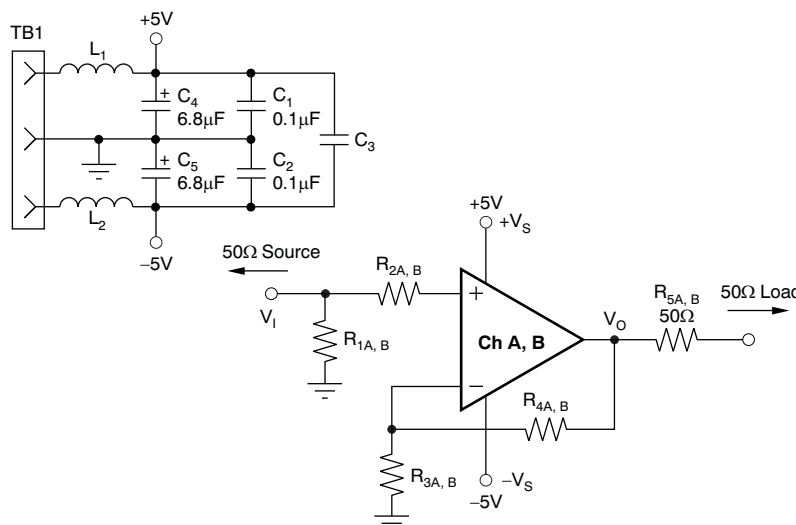 TB1
+5V
L1
+ C4
6.8µF
C1
0.1µF
C3
+ C5
6.8µF
C2
0.1µF
L2
−5V
+5V
+VS
50Ω Source
R2A, B
VI
R1A, B
+
Ch A, B
−
VO
R5A, B
50Ω
50Ω Load
R4A, B
R3A, B
−VS
−5V